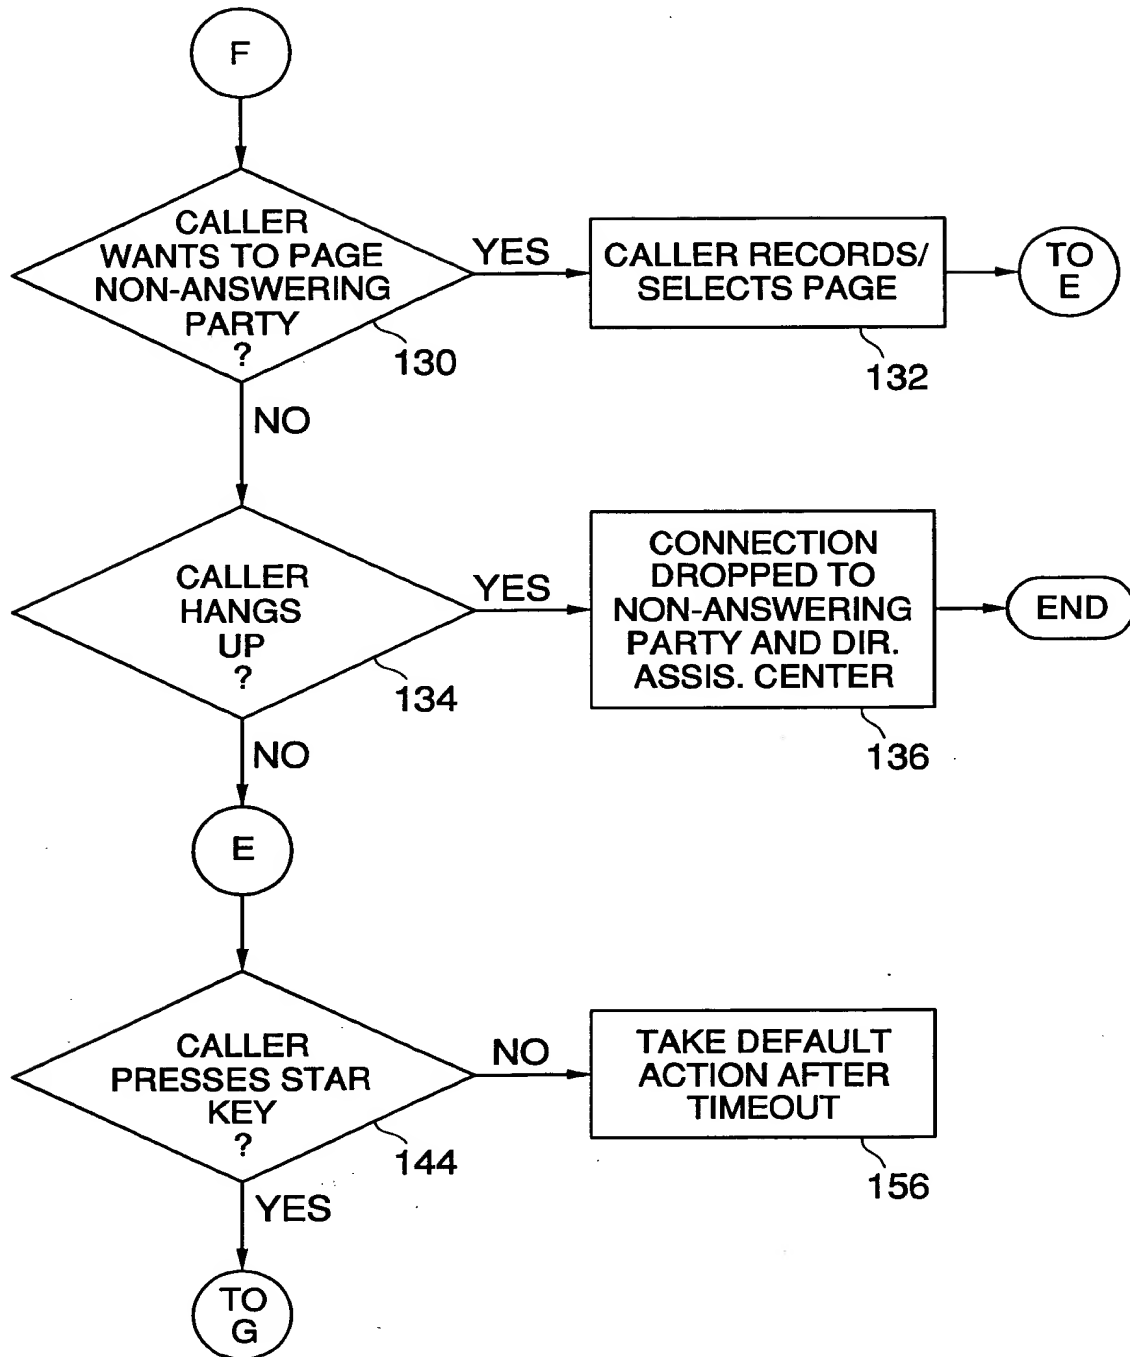 F
CALLER
WANTS TO PAGE
NON-ANSWERING
PARTY
?
130
YES
CALLER RECORDS/
SELECTS PAGE
132
TO
E
NO
CALLER
HANGS
UP
?
134
YES
CONNECTION
DROPPED TO
NON-ANSWERING
PARTY AND DIR.
ASSIS. CENTER
136
END
NO
E
CALLER
PRESSES STAR
KEY
?
144
NO
TAKE DEFAULT
ACTION AFTER
TIMEOUT
156
YES
TO
G